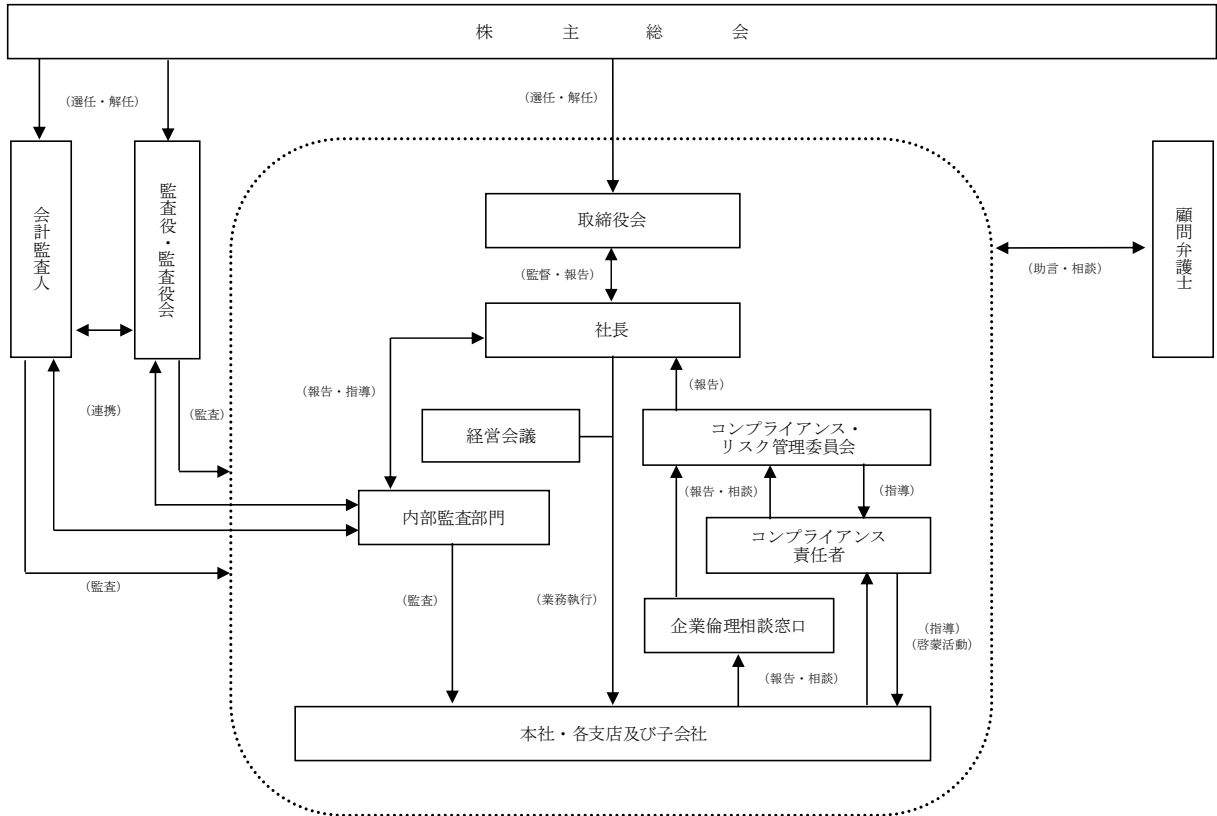 株主総会
（選任・解任）
（選任・解任）
会計監査人
監査役・監査役会
顧問弁護士
取締役会
（助言・相談）
（監督・報告）
社長
（報告・指導）
（報告）
（連携）
（監査）
経営会議
コンプライアンス・
リスク管理委員会
（報告・相談）
（指導）
内部監査部門
コンプライアンス
責任者
（監査）
（監査）
（業務執行）
企業倫理相談窓口
（指導）
（啓蒙活動）
（報告・相談）
本社・各支店及び子会社